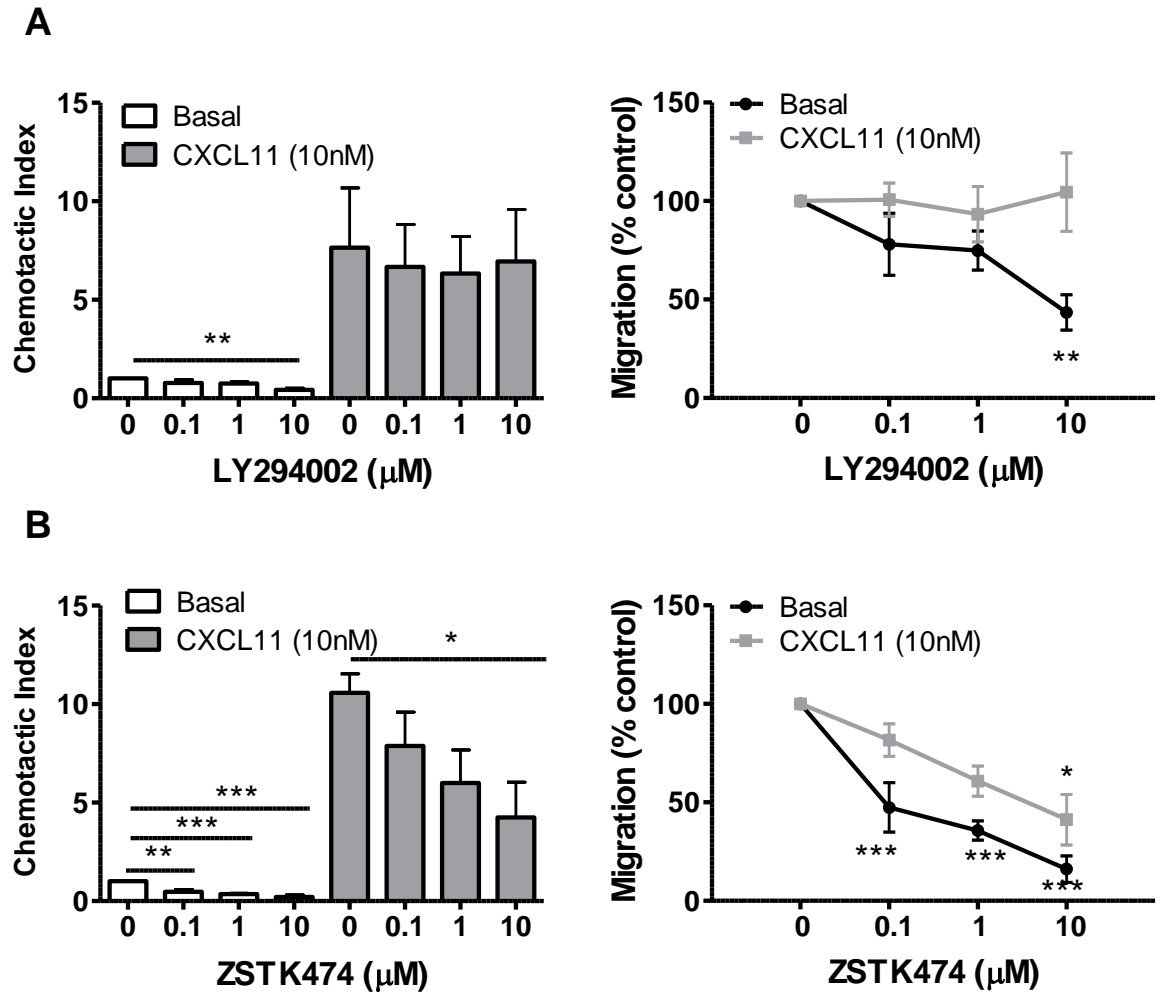 A
Chemotactic Index
15
10
5
0
Basal
CXCL11 (10nM)
**
0 0.1 1 10 0 0.1 1 10
LY294002 (μM)
Migration (% control)
150
100
50
0
Basal
CXCL11 (10nM)
**
0 0.1 1 10
LY294002 (μM)
B
Chemotactic Index
15
10
5
0
Basal
CXCL11 (10nM)
*
***
***
**
0 0.1 1 10 0 0.1 1 10
ZSTK474 (μM)
Migration (% control)
150
100
50
0
Basal
CXCL11 (10nM)
*
*** ***
***
0 0.1 1 10
ZSTK474 (μM)